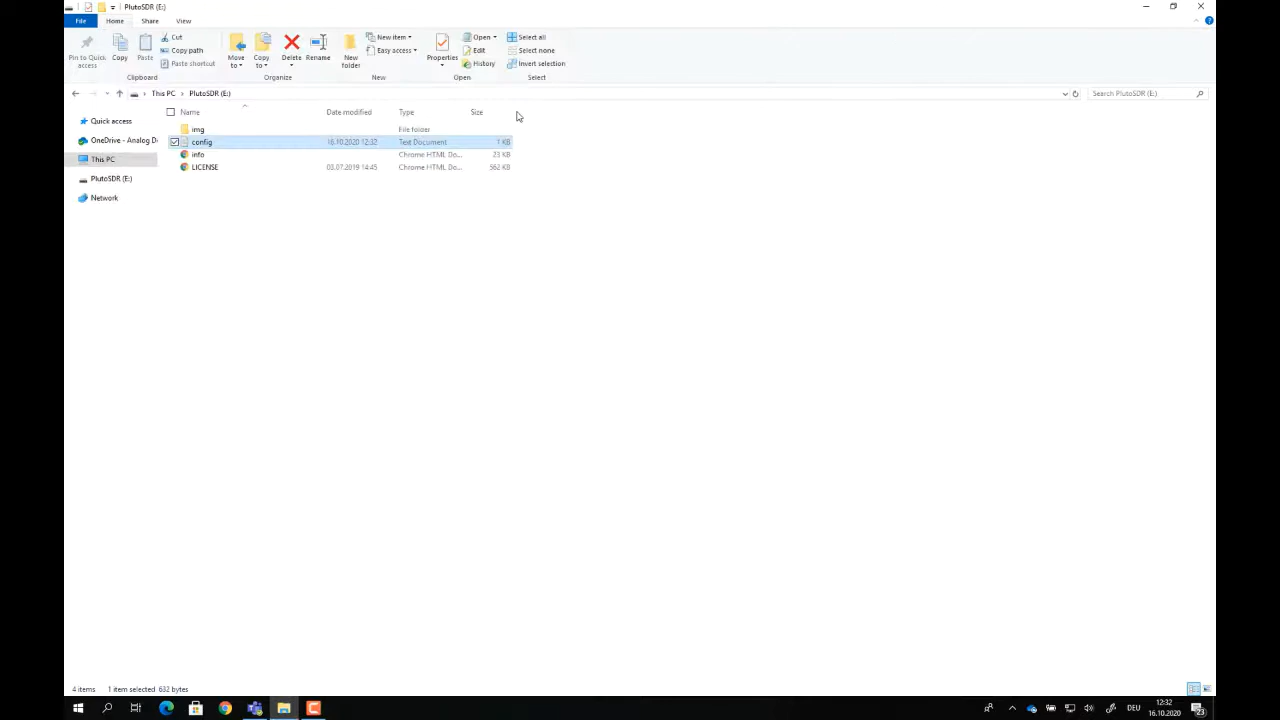 PlutoSDR (E:)
File Home Share View
Pin to Quick access
Copy
Paste
Cut
Copy path
Paste shortcut
Move to
Copy to
Delete
Rename
New folder
New item
Easy access
Properties
Open
Edit
History
Select all
Select none
Invert selection
Clipboard Organize New Open Select
This PC PlutoSDR (E:) Search PlutoSDR (E:)
Name Date modified Type Size
Quick access
OneDrive - Analog De
This PC
PlutoSDR (E:)
Network
img File folder
config 16.10.2020 12:32 Text Document 1 KB
info Chrome HTML Do... 23 KB
LICENSE 03.07.2019 14:45 Chrome HTML Do... 562 KB
4 items 1 item selected 632 bytes
DEU
12:32
16.10.2020
23